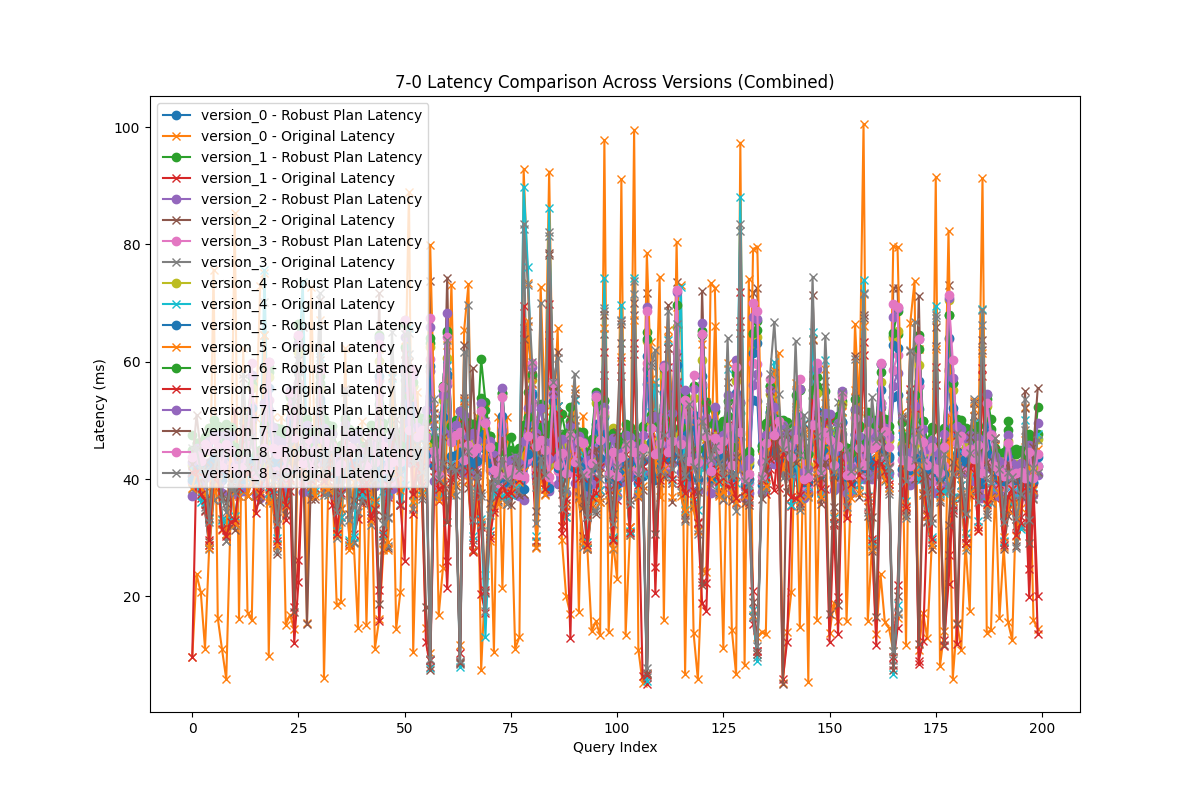 7-0 Latency Comparison Across Versions (Combined)
version_0 - Robust Plan Latency
version_0 - Original Latency
version_1 - Robust Plan Latency
version_1 - Original Latency
version_2 - Robust Plan Latency
version_2 - Original Latency
version_3 - Robust Plan Latency
version_3 - Original Latency
version_4 - Robust Plan Latency
version_4 - Original Latency
version_5 - Robust Plan Latency
version_5 - Original Latency
version_6 - Robust Plan Latency
version_6 - Original Latency
version_7 - Robust Plan Latency
version_7 - Original Latency
version_8 - Robust Plan Latency
version_8 - Original Latency
Latency (ms)
100
80
60
40
20
0 25 50 75 100 125 150 175 200
Query Index